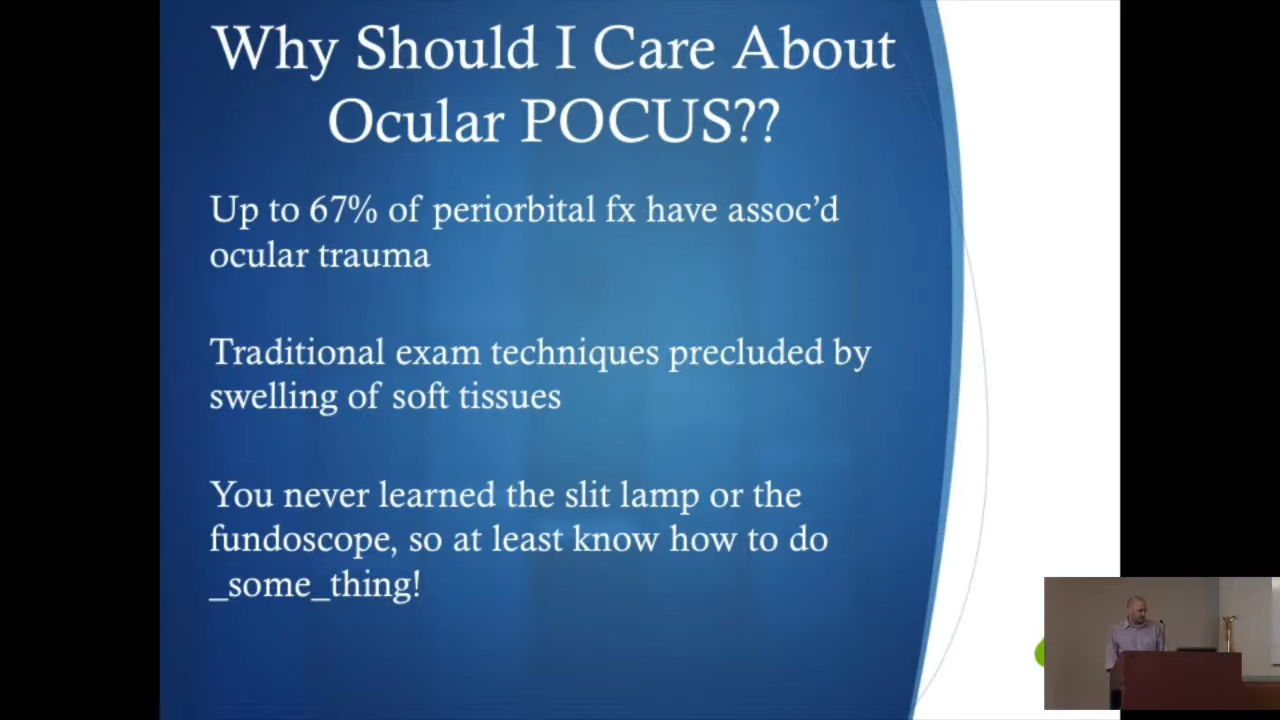 Why Should I Care About
Ocular POCUS??
Up to 67% of periorbital fx have assoc’d
ocular trauma
Traditional exam techniques precluded by
swelling of soft tissues
You never learned the slit lamp or the
fundoscope, so at least know how to do
_some_thing!